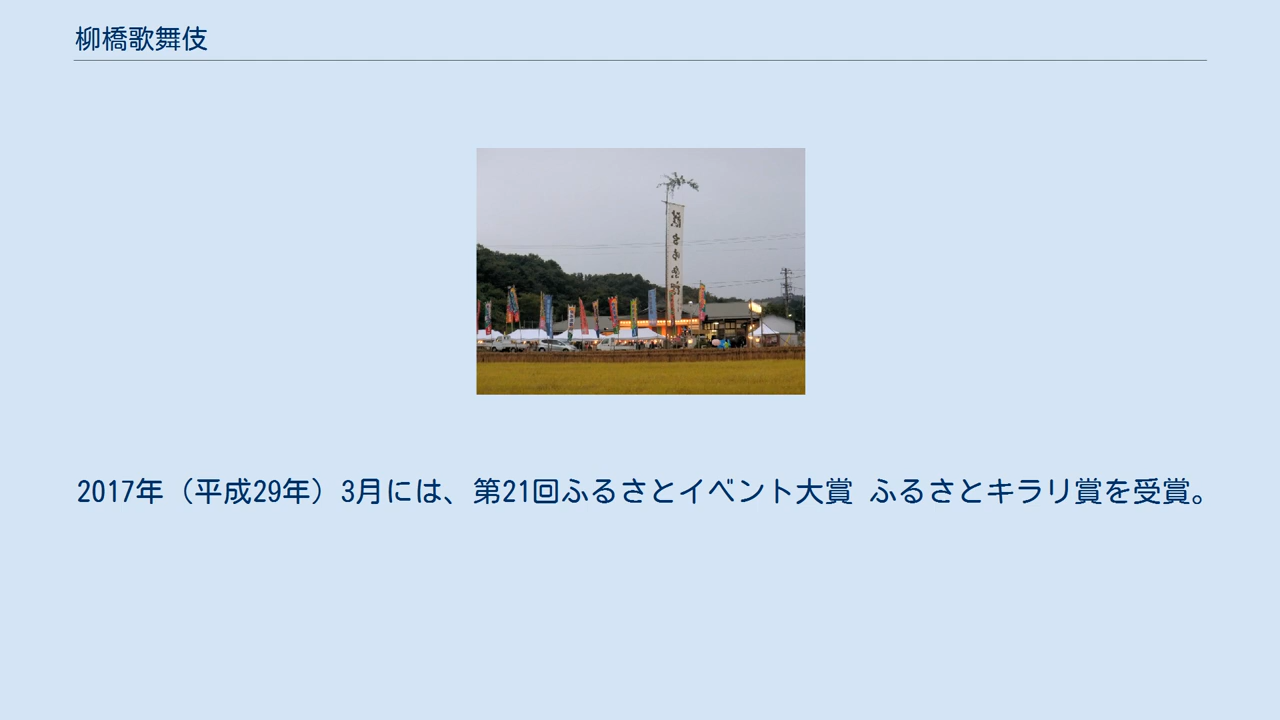 柳橋歌舞伎
2017年（平成29年）3月には、第21回ふるさとイベント大賞 ふるさとキラリ賞を受賞。